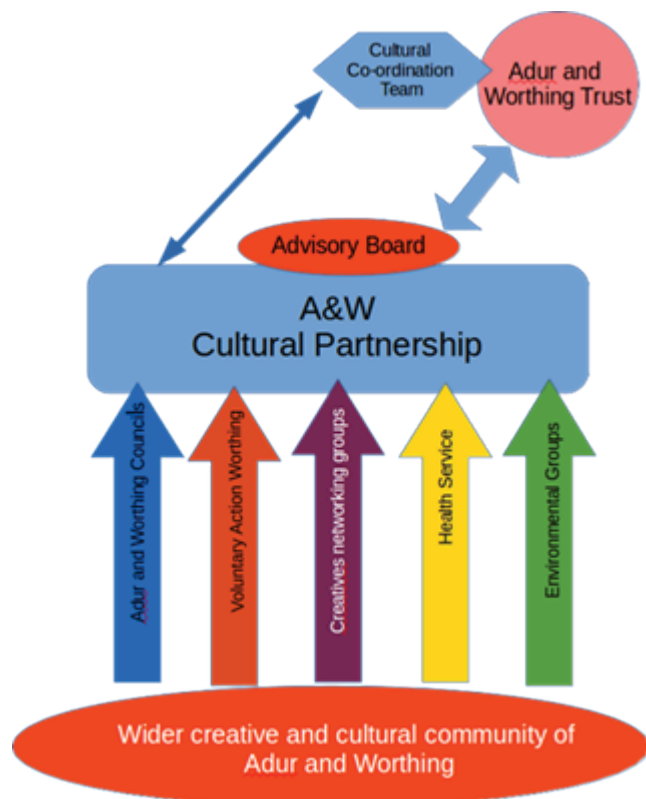 Cultural
Co-ordination
Team
Adur and
Worthing Trust
Advisory Board
A&W
Cultural Partnership
Adur and Worthing Councils
Voluntary Action Worthing
Creatives networking groups
Health Service
Environmental Groups
Wider creative and cultural community of
Adur and Worthing